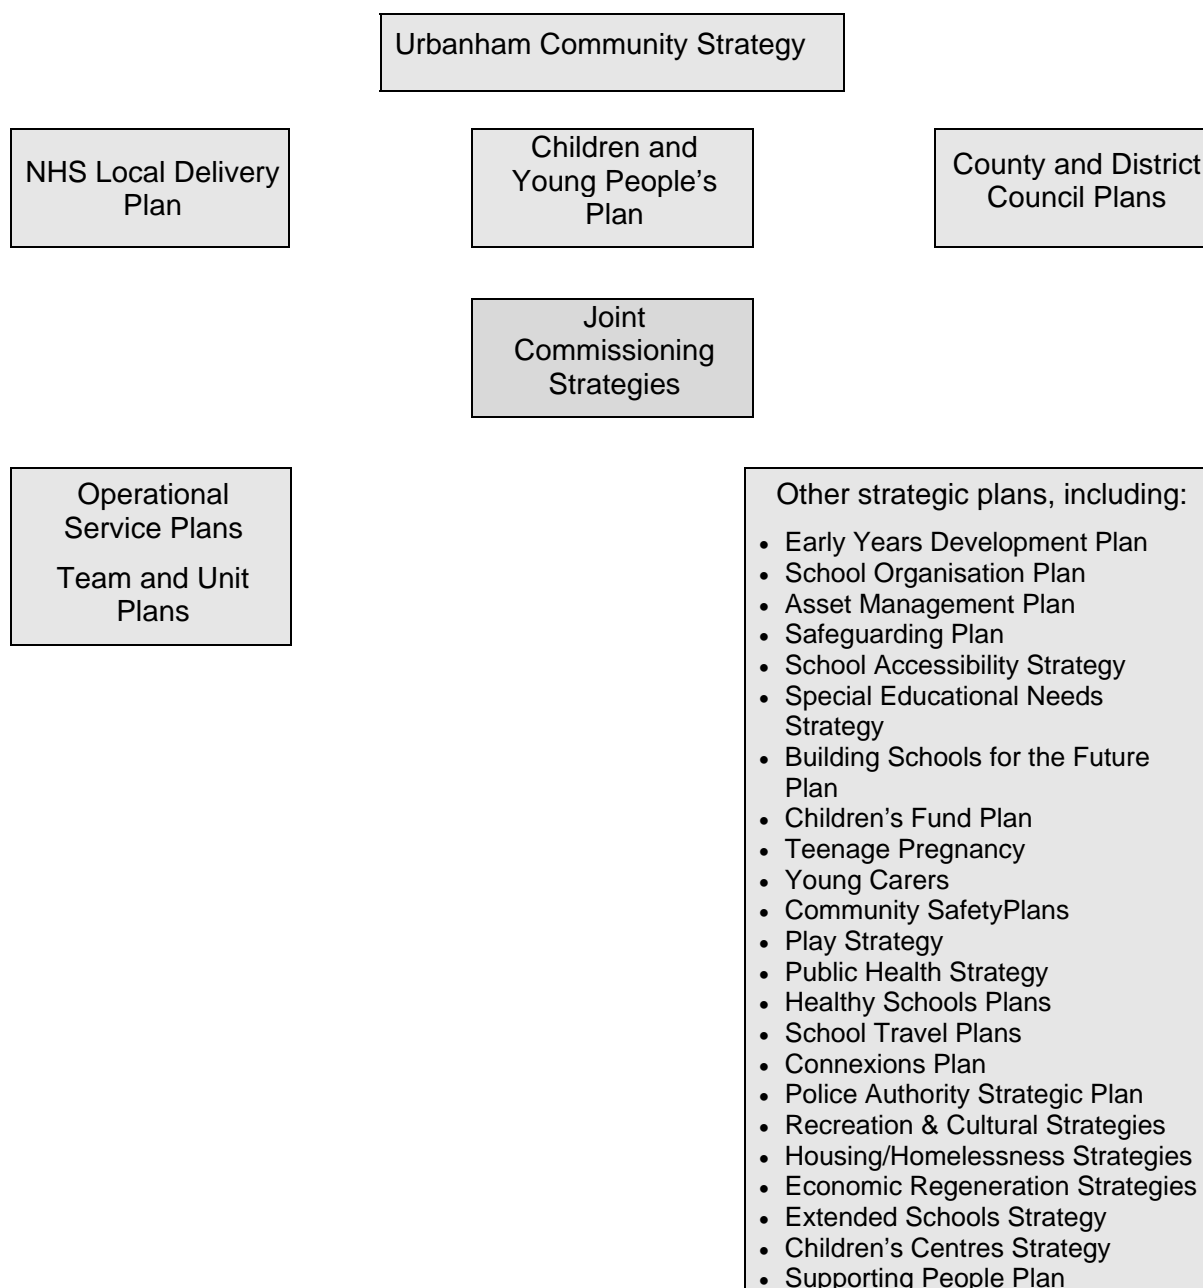 Urbanham Community Strategy
NHS Local Delivery
Plan
Children and
Young People’s
Plan
County and District
Council Plans
Joint
Commissioning
Strategies
Operational
Service Plans
Team and Unit
Plans
Other strategic plans, including:
• Early Years Development Plan
• School Organisation Plan
• Asset Management Plan
• Safeguarding Plan
• School Accessibility Strategy
• Special Educational Needs
Strategy
• Building Schools for the Future
Plan
• Children’s Fund Plan
• Teenage Pregnancy
• Young Carers
• Community SafetyPlans
• Play Strategy
• Public Health Strategy
• Healthy Schools Plans
• School Travel Plans
• Connexions Plan
• Police Authority Strategic Plan
• Recreation & Cultural Strategies
• Housing/Homelessness Strategies
• Economic Regeneration Strategies
• Extended Schools Strategy
• Children’s Centres Strategy
• Supporting People Plan